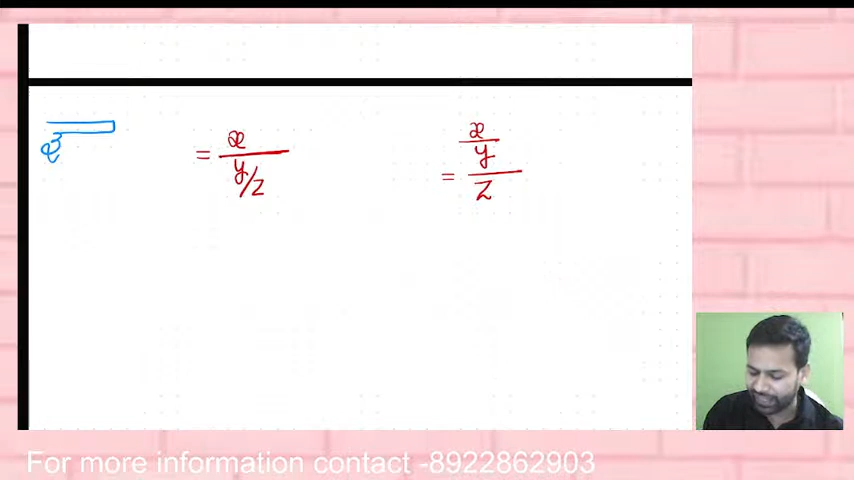 = x / (y/z)
= (x / y) / z
For more information contact -8922862903